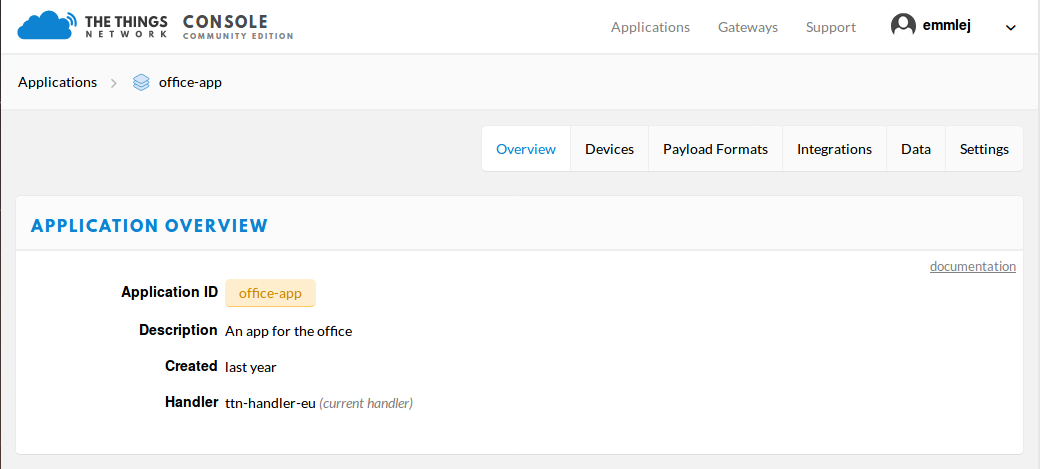 THE THINGS NETWORK CONSOLE COMMUNITY EDITION
Applications Gateways Support emmlej
Applications office-app
Overview Devices Payload Formats Integrations Data Settings
APPLICATION OVERVIEW
documentation
Application ID office-app
Description An app for the office
Created last year
Handler ttn-handler-eu (current handler)